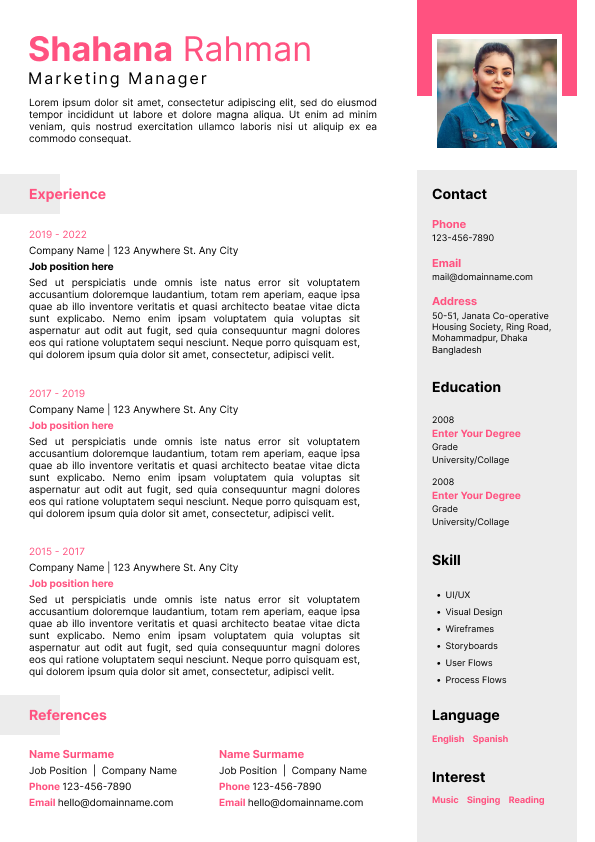 Shahana Rahman
Marketing Manager
Lorem ipsum dolor sit amet, consectetur adipiscing elit, sed do eiusmod
tempor incididunt ut labore et dolore magna aliqua. Ut enim ad minim
veniam, quis nostrud exercitation ullamco laboris nisi ut aliquip ex ea
commodo consequat.
Experience
2019 - 2022
Company Name | 123 Anywhere St. Any City
Job position here
Sed ut perspiciatis unde omnis iste natus error sit voluptatem
accusantium doloremque laudantium, totam rem aperiam, eaque ipsa
quae ab illo inventore veritatis et quasi architecto beatae vitae dicta
sunt explicabo. Nemo enim ipsam voluptatem quia voluptas sit
aspernatur aut odit aut fugit, sed quia consequuntur magni dolores
eos qui ratione voluptatem sequi nesciunt. Neque porro quisquam est,
qui dolorem ipsum quia dolor sit amet, consectetur, adipisci velit.
2017 - 2019
Company Name | 123 Anywhere St. Any City
Job position here
Sed ut perspiciatis unde omnis iste natus error sit voluptatem
accusantium doloremque laudantium, totam rem aperiam, eaque ipsa
quae ab illo inventore veritatis et quasi architecto beatae vitae dicta
sunt explicabo. Nemo enim ipsam voluptatem quia voluptas sit
aspernatur aut odit aut fugit, sed quia consequuntur magni dolores
eos qui ratione voluptatem sequi nesciunt. Neque porro quisquam est,
qui dolorem ipsum quia dolor sit amet, consectetur, adipisci velit.
2015 - 2017
Company Name | 123 Anywhere St. Any City
Job position here
Sed ut perspiciatis unde omnis iste natus error sit voluptatem
accusantium doloremque laudantium, totam rem aperiam, eaque ipsa
quae ab illo inventore veritatis et quasi architecto beatae vitae dicta
sunt explicabo. Nemo enim ipsam voluptatem quia voluptas sit
aspernatur aut odit aut fugit, sed quia consequuntur magni dolores
eos qui ratione voluptatem sequi nesciunt. Neque porro quisquam est,
qui dolorem ipsum quia dolor sit amet, consectetur, adipisci velit.
References
Name Surmame
Job Position | Company Name
Phone 123-456-7890
Email hello@domainname.com
Name Surmame
Job Position | Company Name
Phone 123-456-7890
Email hello@domainname.com
Contact
Phone
123-456-7890
Email
mail@domainname.com
Address
50-51, Janata Co-operative
Housing Society, Ring Road,
Mohammadpur, Dhaka
Bangladesh
Education
2008
Enter Your Degree
Grade
University/Collage
2008
Enter Your Degree
Grade
University/Collage
Skill
• UI/UX
• Visual Design
• Wireframes
• Storyboards
• User Flows
• Process Flows
Language
English Spanish
Interest
Music Singing Reading